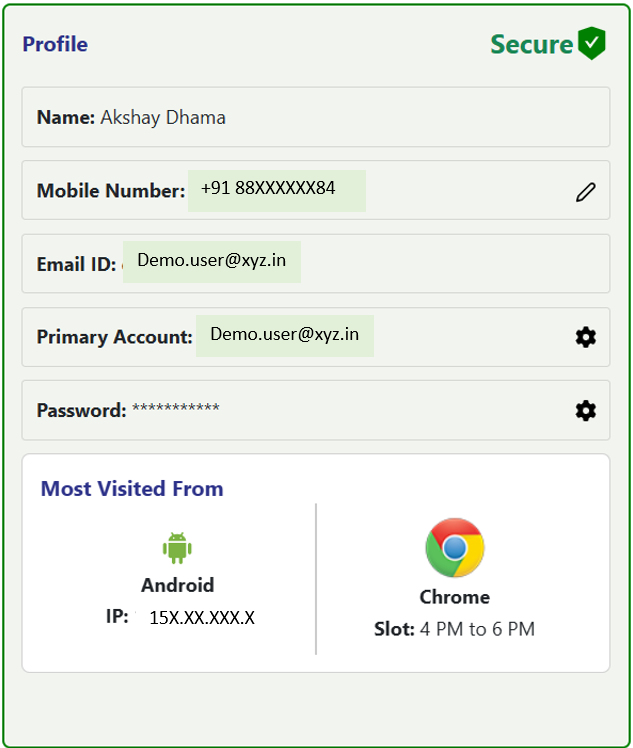 Profile
Secure
Name: Akshay Dhama
Mobile Number: +91 88XXXXXX84
Email ID: Demo.user@xyz.in
Primary Account: Demo.user@xyz.in
Password: ***********
Most Visited From
Android
IP: 15X.XX.XXX.X
Chrome
Slot: 4 PM to 6 PM